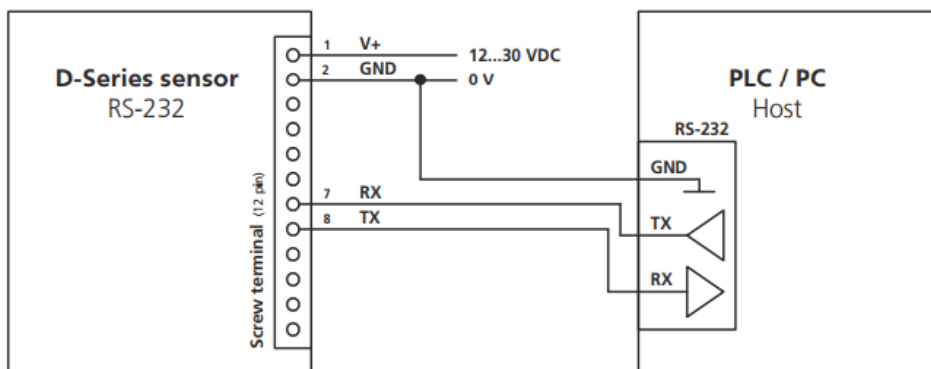 D-Series sensor
RS-232
Screw terminal (12 pin)
1 V+ 12...30 VDC
2 GND 0 V
7 RX
8 TX
PLC / PC
Host
RS-232
GND
TX
RX